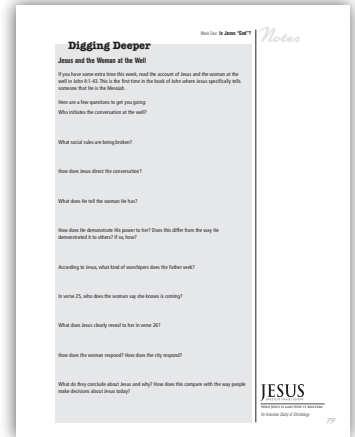 Week One: Is Jesus "God"?
Notes
Digging Deeper
Jesus and the Woman at the Well
If you have some extra time this week, read the account of Jesus and the woman at the
well in John 4:1-43. This is the first time in the book of John where Jesus specifically tells
someone that He is the Messiah.
Here are a few questions to get you going:
Who initiates the conversation at the well?
What social rules are being broken?
How does Jesus direct the conversation?
What does He tell the woman He has?
How does He demonstrate His power to her? Does this differ from the way He
demonstrated it to others? If so, how?
According to Jesus, what kind of worshipers does the Father seek?
In verse 25, who does the woman say she knows is coming?
What does Jesus clearly reveal to her in verse 26?
How does the woman respond? How does the city respond?
What do they conclude about Jesus and why? How does this compare with the way people
make decisions about Jesus today?
JESUS
What Jesus Is and Why It Matters
An Inductive Study of Christology
79